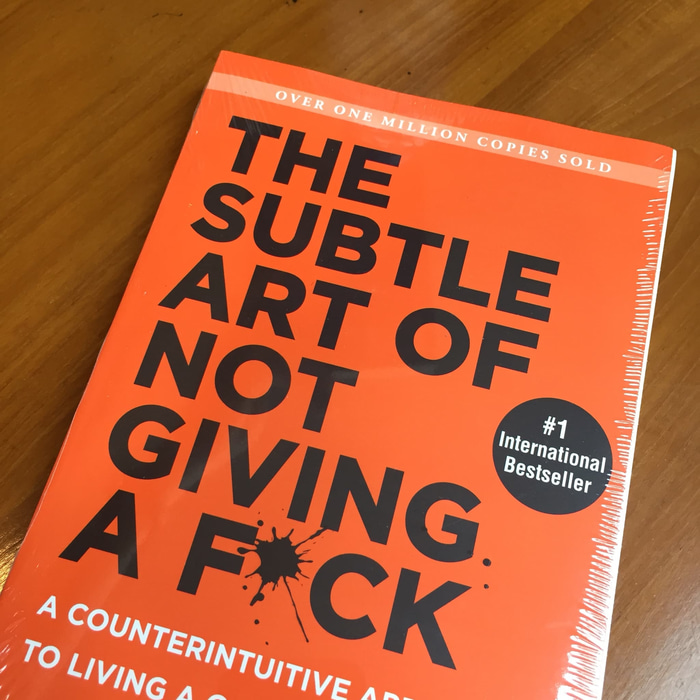 OVER ONE MILLION COPIES SOLD
THE
SUBTLE
ART OF
NOT
GIVING
A F*CK
#1
International
Bestseller
A COUNTERINTUITIVE
TO LIVING A